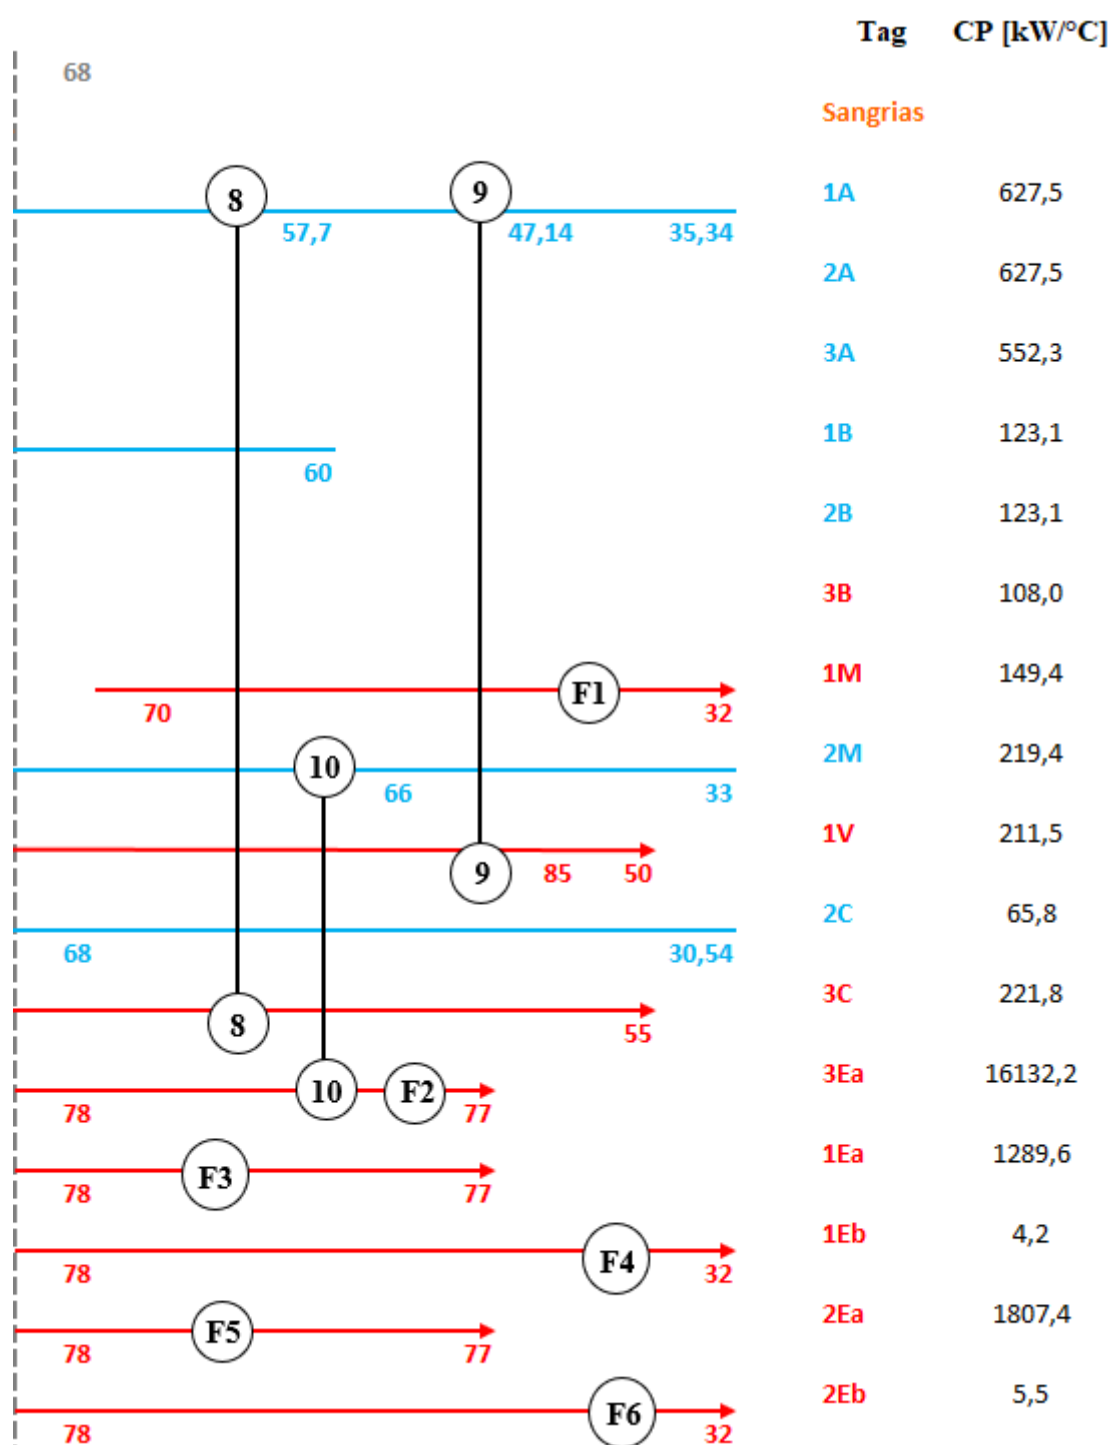 Tag CP [kW/°C]
68
Sangrias
8 9 1A 627,5
57,7 47,14 35,34
2A 627,5
3A 552,3
1B 123,1
60
2B 123,1
3B 108,0
F1 1M 149,4
70 32
10 2M 219,4
66 33
1V 211,5
9 85 50
2C 65,8
68 30,54
3C 221,8
8 55
10 F2 3Ea 16132,2
78 77
F3 1Ea 1289,6
78 77
F4 1Eb 4,2
78 32
F5 2Ea 1807,4
78 77
F6 2Eb 5,5
78 32